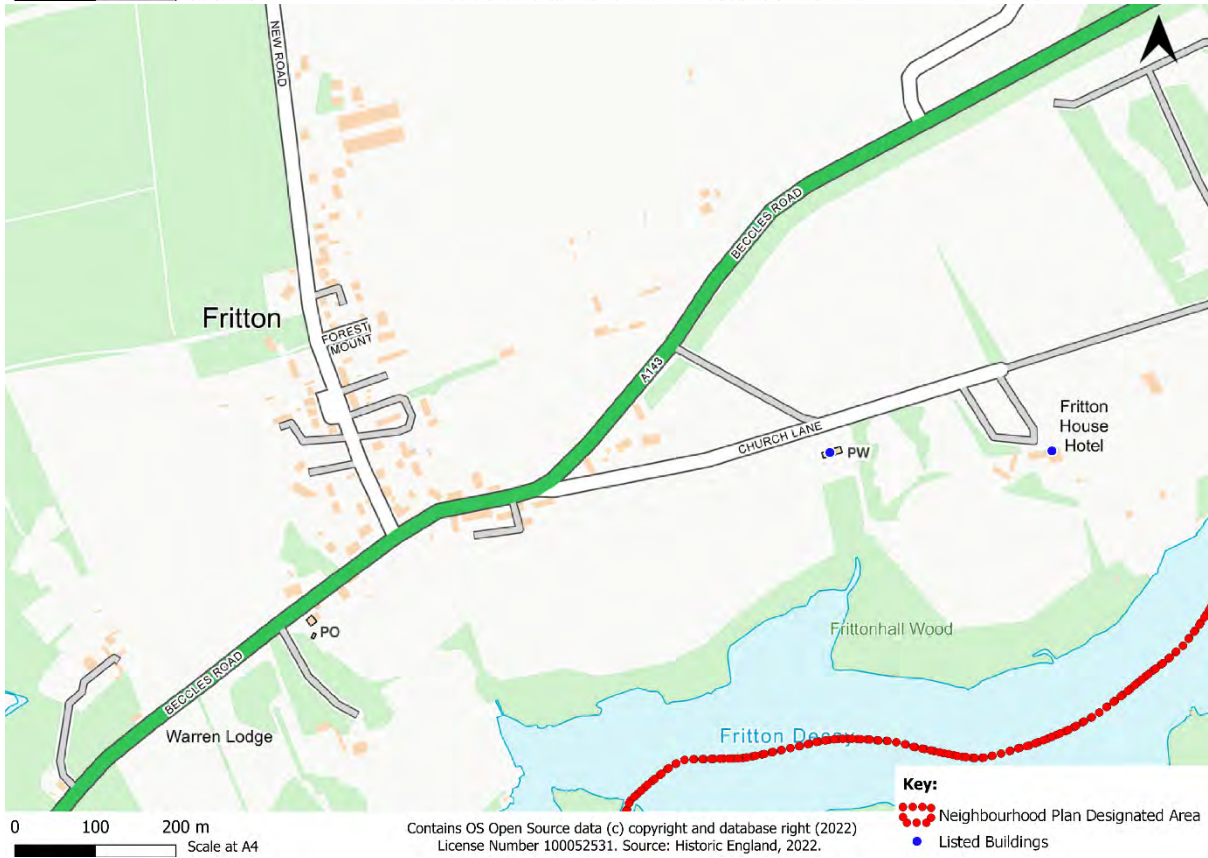 NEW ROAD
Fritton
FOREST
MOUNT
BECCLES ROAD
A143
CHURCH LANE
PW
Fritton
House
Hotel
PO
BECCLES ROAD
Warren Lodge
Frittonhall Wood
Fritton Decoy
Key:
Neighbourhood Plan Designated Area
Listed Buildings
0 100 200 m
Scale at A4
Contains OS Open Source data (c) copyright and database right (2022)
License Number 100052531. Source: Historic England, 2022.